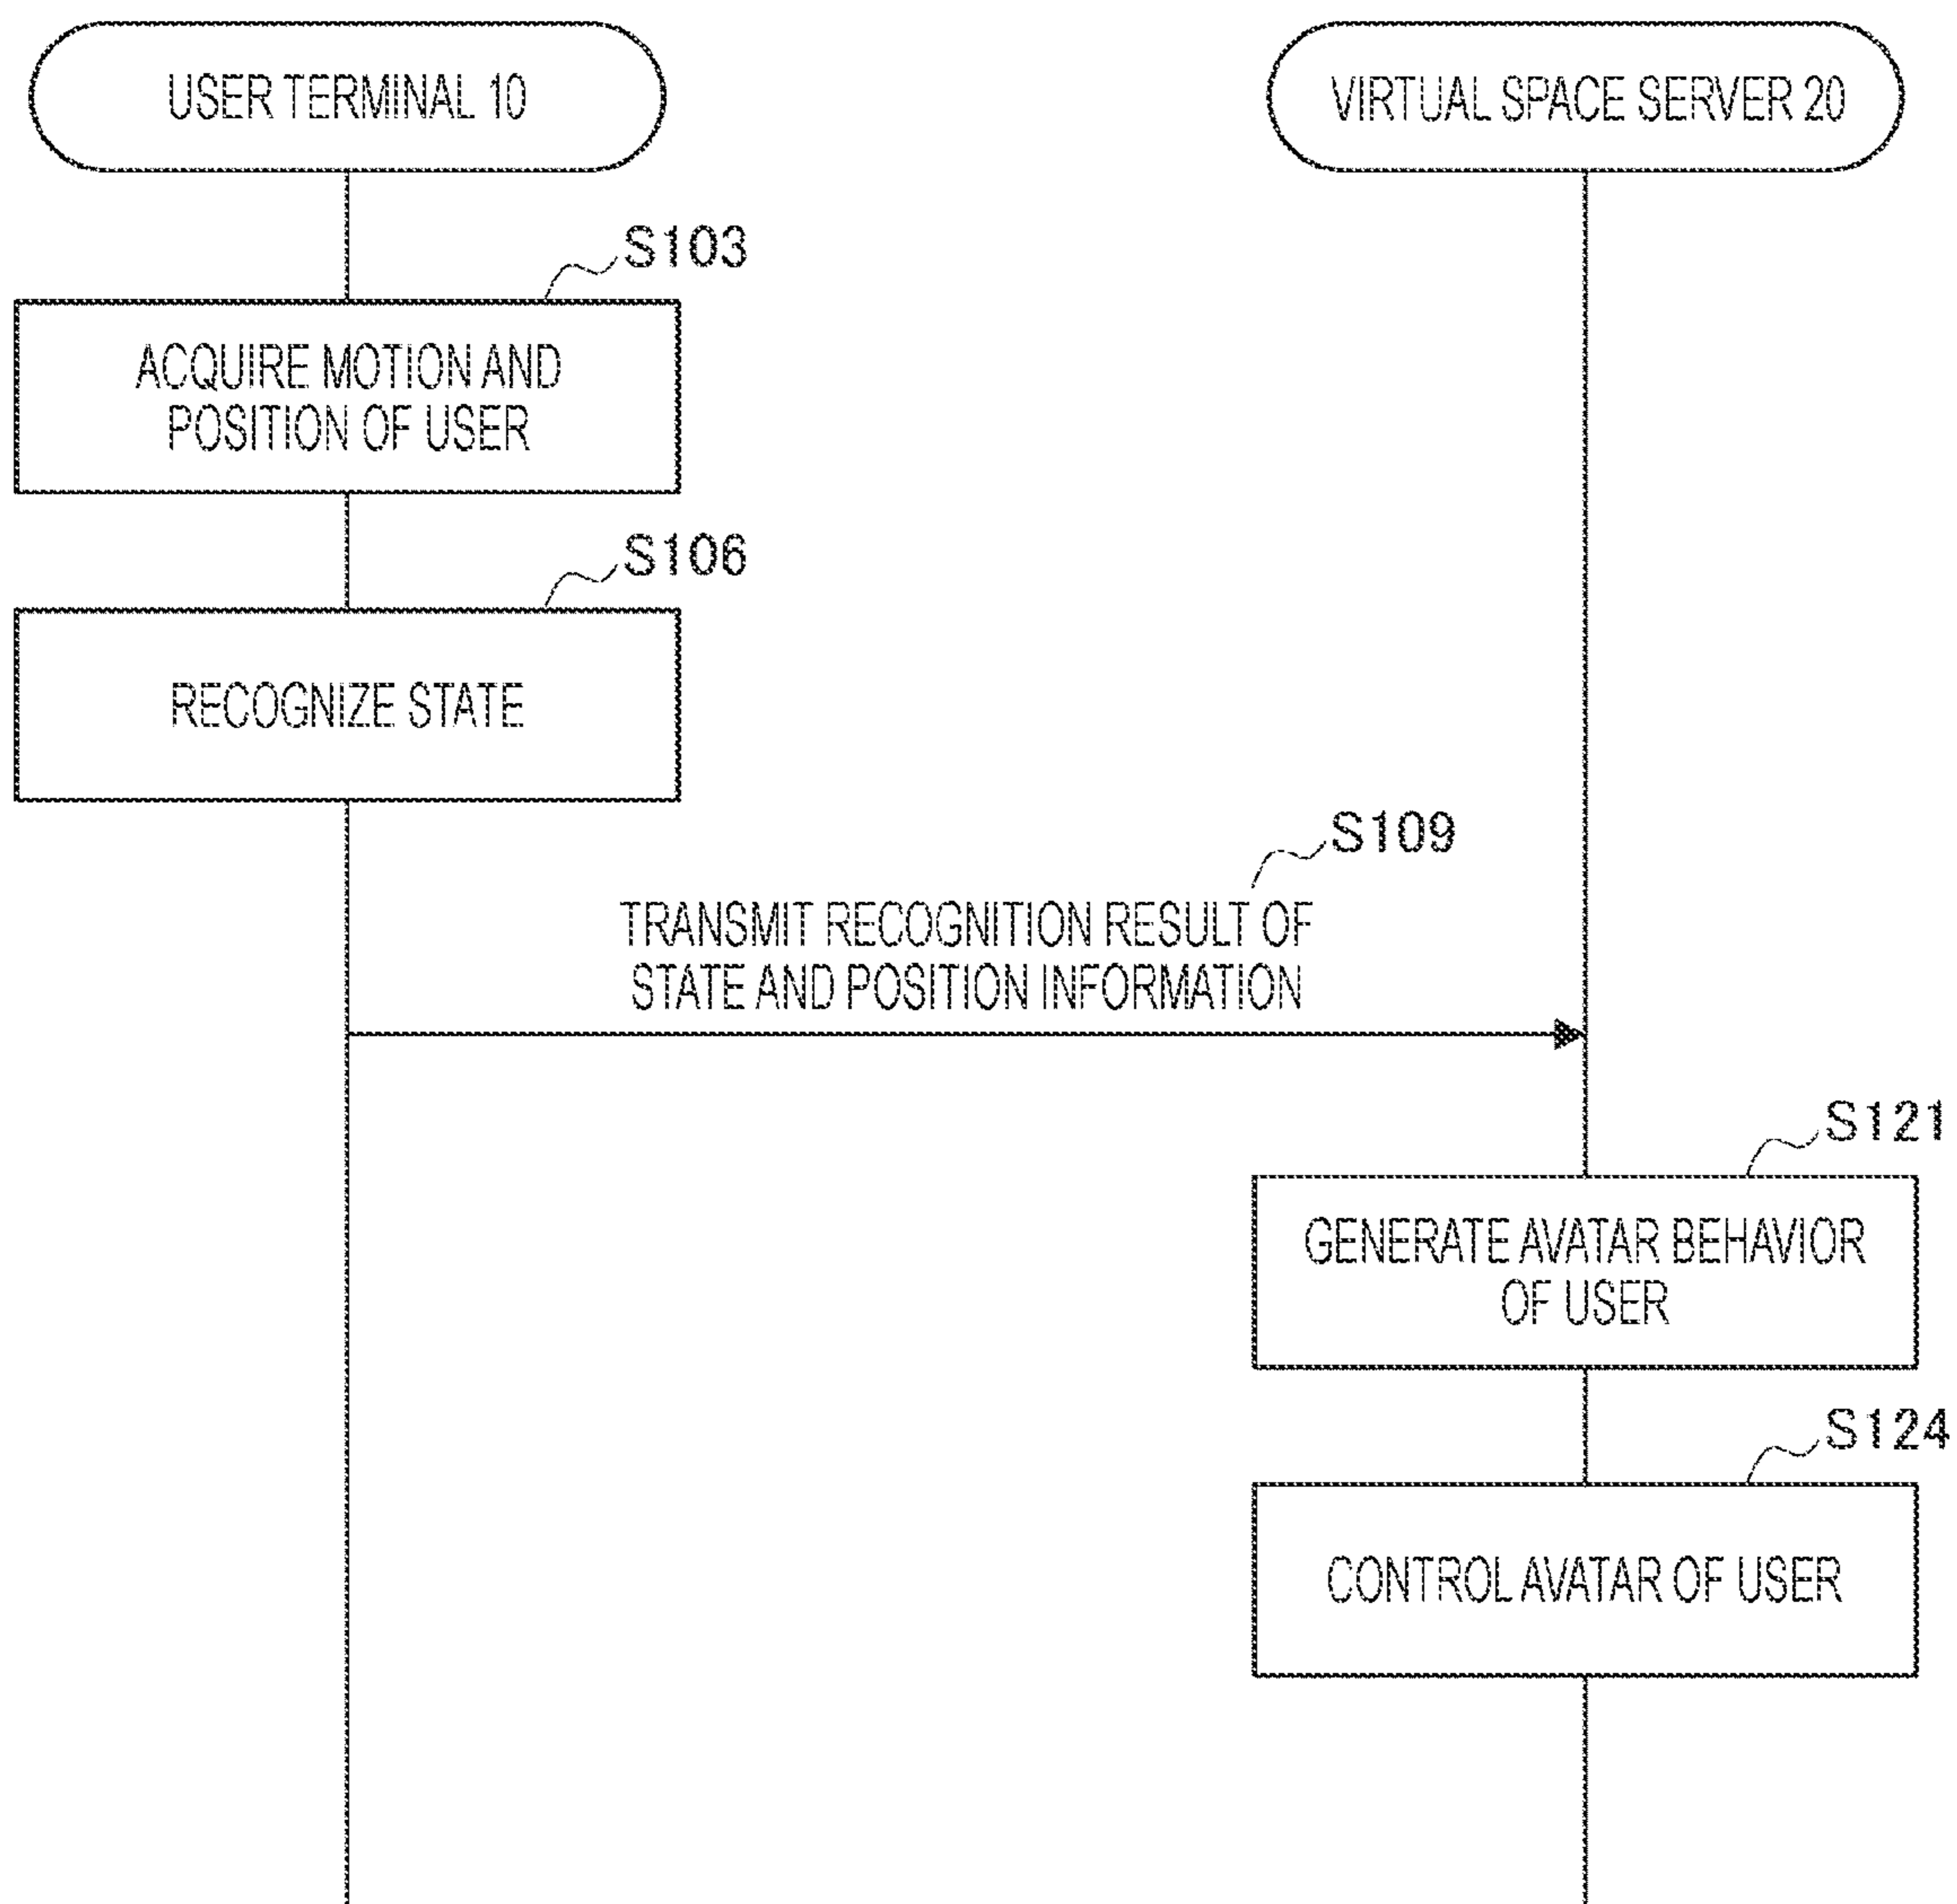 USER TERMINAL 10
VIRTUAL SPACE SERVER 20
S103
ACQUIRE MOTION AND
POSITION OF USER
S106
RECOGNIZE STATE
S109
TRANSMIT RECOGNITION RESULT OF
STATE AND POSITION INFORMATION
S121
GENERATE AVATAR BEHAVIOR
OF USER
S124
CONTROL AVATAR OF USER